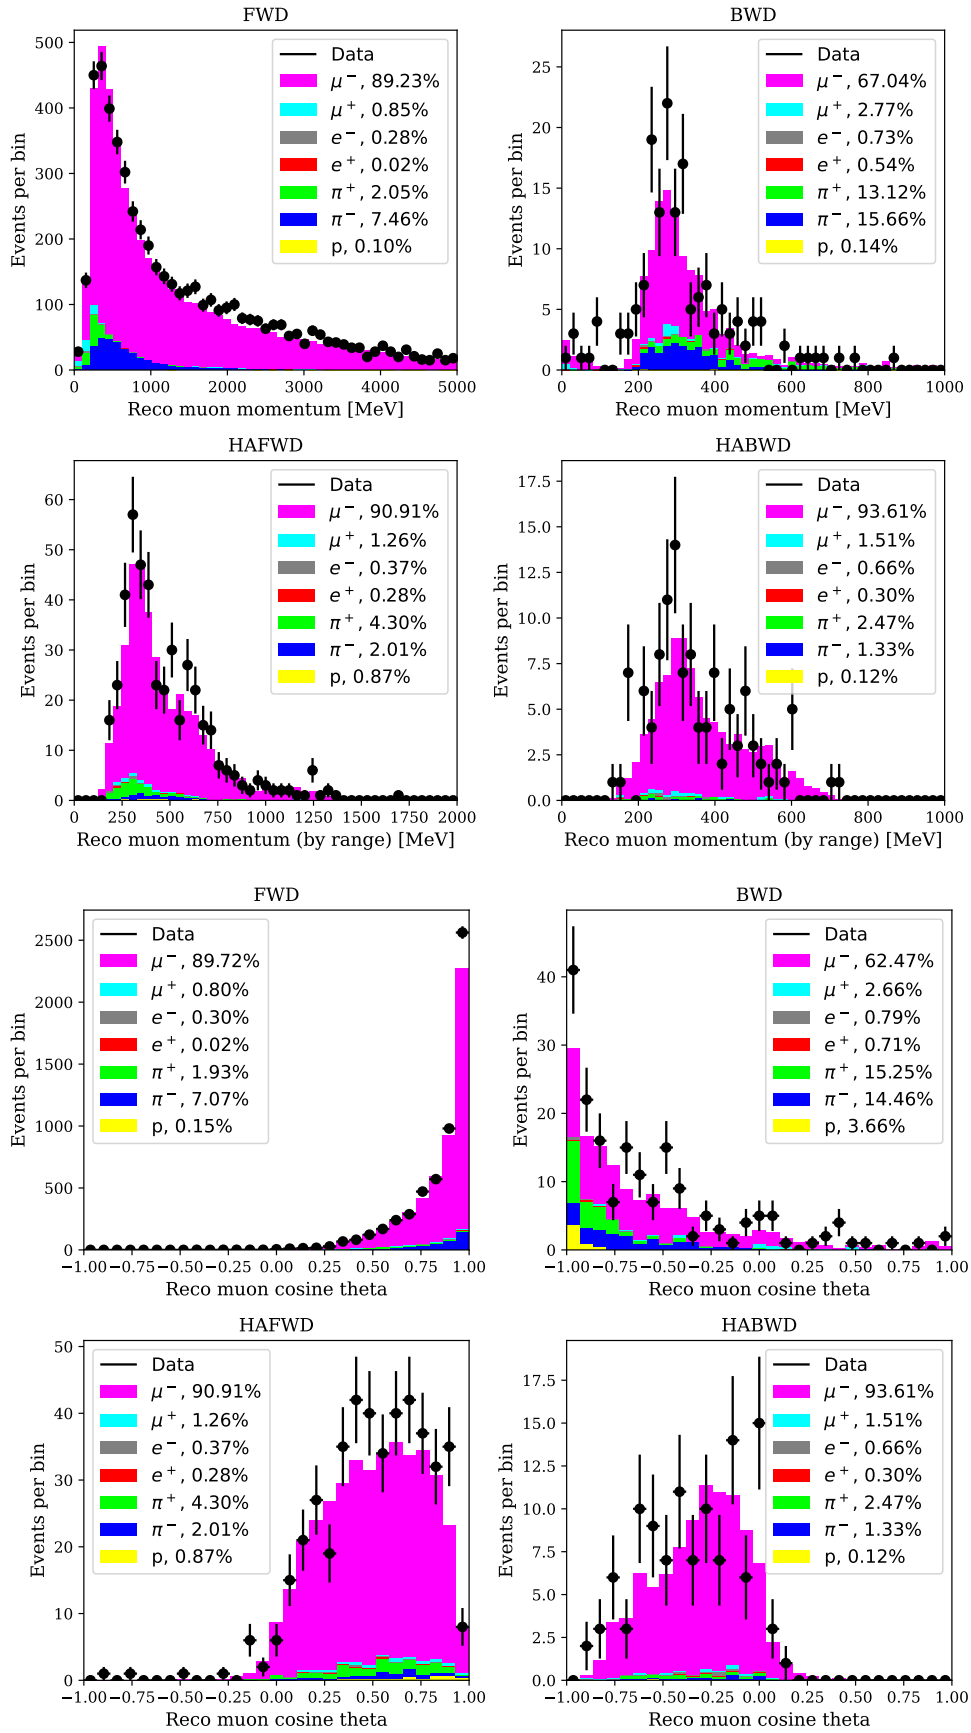 FWD
Events per bin
500
400
300
200
100
0
Data
μ−, 89.23%
μ+, 0.85%
e−, 0.28%
e+, 0.02%
π+, 2.05%
π−, 7.46%
p, 0.10%
0 1000 2000 3000 4000 5000
Reco muon momentum [MeV]
BWD
Events per bin
25
20
15
10
5
0
Data
μ−, 67.04%
μ+, 2.77%
e−, 0.73%
e+, 0.54%
π+, 13.12%
π−, 15.66%
p, 0.14%
0 200 400 600 800 1000
Reco muon momentum [MeV]
HAFWD
Events per bin
60
50
40
30
20
10
0
Data
μ−, 90.91%
μ+, 1.26%
e−, 0.37%
e+, 0.28%
π+, 4.30%
π−, 2.01%
p, 0.87%
0 250 500 750 1000 1250 1500 1750 2000
Reco muon momentum (by range) [MeV]
HABWD
Events per bin
17.5
15.0
12.5
10.0
7.5
5.0
2.5
0.0
Data
μ−, 93.61%
μ+, 1.51%
e−, 0.66%
e+, 0.30%
π+, 2.47%
π−, 1.33%
p, 0.12%
0 200 400 600 800 1000
Reco muon momentum (by range) [MeV]
FWD
Events per bin
2500
2000
1500
1000
500
0
Data
μ−, 89.72%
μ+, 0.80%
e−, 0.30%
e+, 0.02%
π+, 1.93%
π−, 7.07%
p, 0.15%
−1.00 −0.75 −0.50 −0.25 0.00 0.25 0.50 0.75 1.00
Reco muon cosine theta
BWD
Events per bin
40
30
20
10
0
Data
μ−, 62.47%
μ+, 2.66%
e−, 0.79%
e+, 0.71%
π+, 15.25%
π−, 14.46%
p, 3.66%
−1.00 −0.75 −0.50 −0.25 0.00 0.25 0.50 0.75 1.00
Reco muon cosine theta
HAFWD
Events per bin
50
40
30
20
10
0
Data
μ−, 90.91%
μ+, 1.26%
e−, 0.37%
e+, 0.28%
π+, 4.30%
π−, 2.01%
p, 0.87%
−1.00 −0.75 −0.50 −0.25 0.00 0.25 0.50 0.75 1.00
Reco muon cosine theta
HABWD
Events per bin
17.5
15.0
12.5
10.0
7.5
5.0
2.5
0.0
Data
μ−, 93.61%
μ+, 1.51%
e−, 0.66%
e+, 0.30%
π+, 2.47%
π−, 1.33%
p, 0.12%
−1.00 −0.75 −0.50 −0.25 0.00 0.25 0.50 0.75 1.00
Reco muon cosine theta